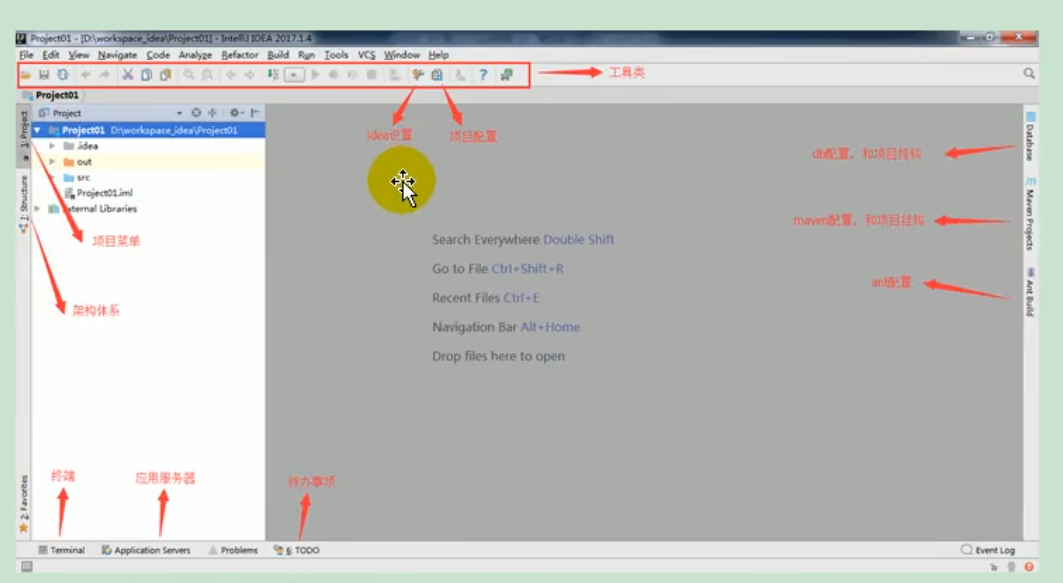 Project01 - [D:\workspace_idea\Project01] - IntelliJ IDEA 2017.1.4
File Edit View Navigate Code Analyze Refactor Build Run Tools VCS Window Help
工具类
Project01
Project
idea设置
项目配置
1: Project
Project01 D:\workspace_idea\Project01
.idea
out
src
Project01.iml
External Libraries
2: Structure
项目菜单
架构体系
Search Everywhere Double Shift
Go to File Ctrl+Shift+R
Recent Files Ctrl+E
Navigation Bar Alt+Home
Drop files here to open
db配置，和项目挂钩
Database
maven配置，和项目挂钩
Maven Projects
ant配置
Ant Build
2: Favorites
终端
应用服务器
待办事项
Terminal
Application Servers
Problems
6: TODO
Event Log